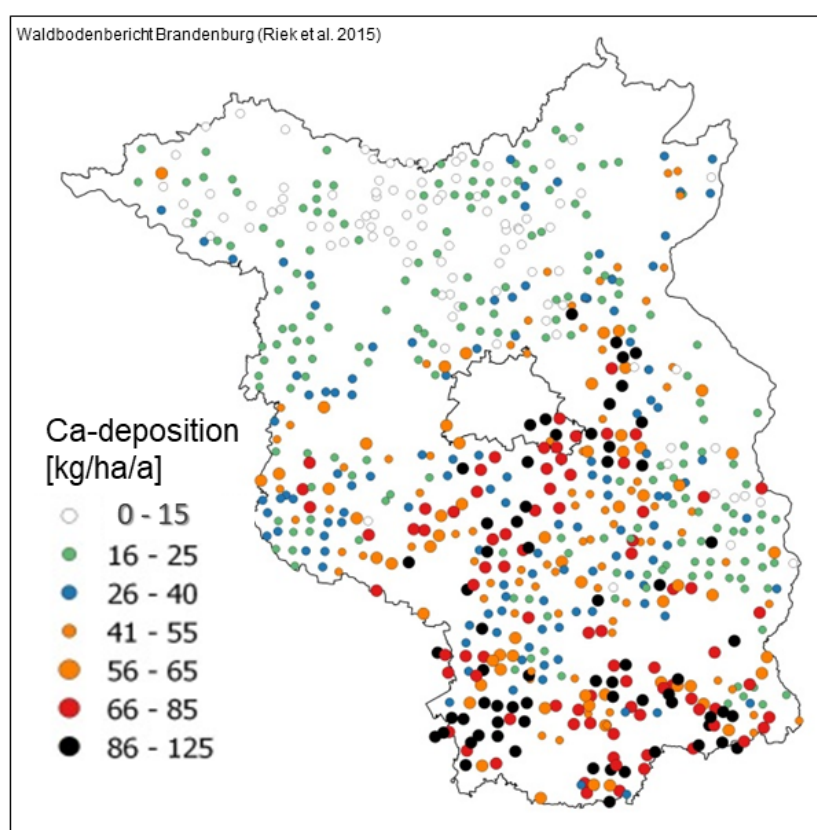 Waldbodenbericht Brandenburg (Riek et al. 2015)
Ca-deposition
[kg/ha/a]
0 - 15
16 - 25
26 - 40
41 - 55
56 - 65
66 - 85
86 - 125